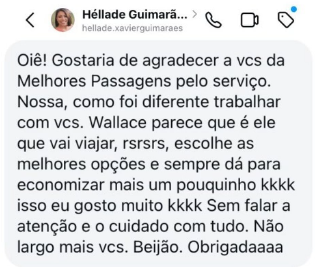 Héllade Guimarã...
hellade.xavierguimaraes
Oiê! Gostaria de agradecer a vcs da
Melhores Passagens pelo serviço.
Nossa, como foi diferente trabalhar
com vcs. Wallace parece que é ele
que vai viajar, rsrsrs, escolhe as
melhores opções e sempre dá para
economizar mais um pouquinho kkkk
isso eu gosto muito kkkk Sem falar a
atenção e o cuidado com tudo. Não
largo mais vcs. Beijão. Obrigadaaaa